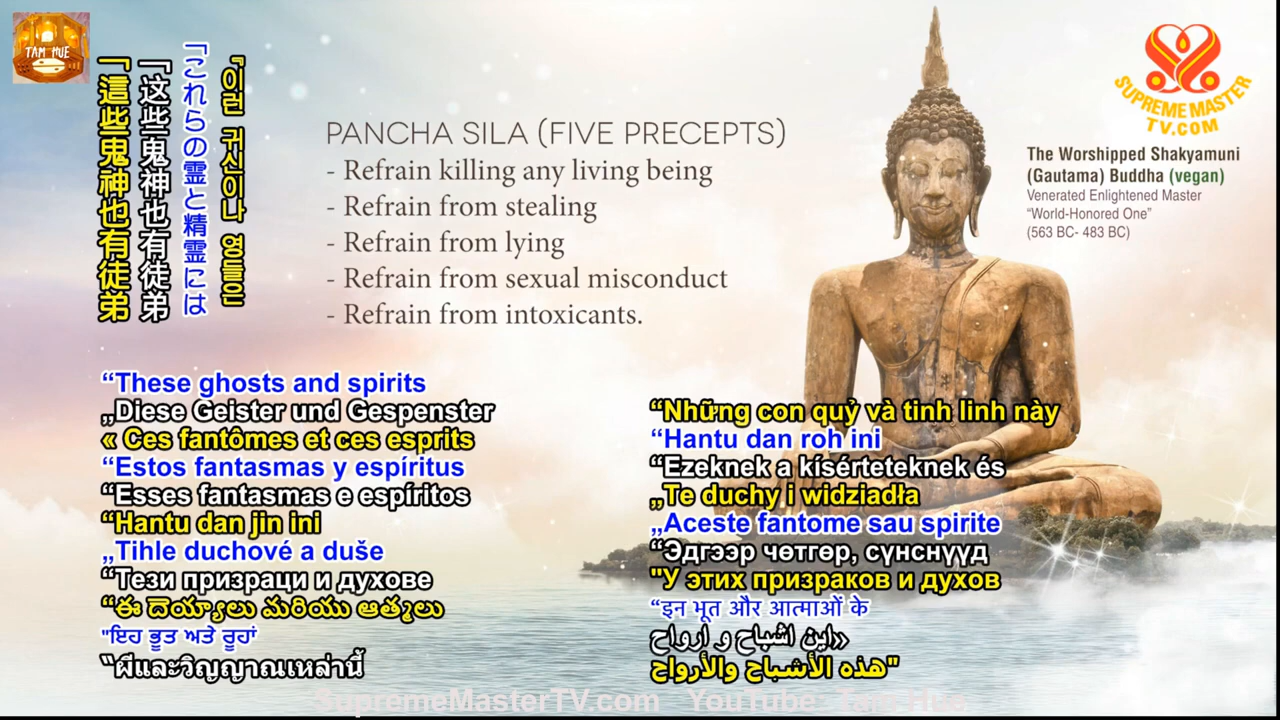 TAM HUE
「這些鬼神也有徒弟
「这些鬼神也有徒弟
「これらの霊と精霊には
『이런 귀신이나 영들은
PANCHA SILA (FIVE PRECEPTS)
- Refrain killing any living being
- Refrain from stealing
- Refrain from lying
- Refrain from sexual misconduct
- Refrain from intoxicants.
SUPREME MASTER
TV.COM
The Worshipped Shakyamuni
(Gautama) Buddha (vegan)
Venerated Enlightened Master
“World-Honored One”
(563 BC- 483 BC)
“These ghosts and spirits
„Diese Geister und Gespenster
« Ces fantômes et ces esprits
“Estos fantasmas y espíritus
“Esses fantasmas e espíritos
“Hantu dan jin ini
„Tihle duchové a duše
“Тези призраци и духове
“ఈ దెయ్యాలు మరియు ఆత్మలు
"ਇਹ ਭੂਤ ਅਤੇ ਰੂਹਾਂ
“ผีและวิญญาณเหล่านี้
“Những con quỷ và tinh linh này
“Hantu dan roh ini
“Ezeknek a kísérteteknek és
„Te duchy i widziadła
„Aceste fantome sau spirite
“Эдгээр чөтгөр, сүнснүүд
"У этих призраков и духов
“इन भूत और आत्माओं के
«این اشباح و ارواح
"هذه الأشباح والأرواح
SupremeMasterTV.com YouTube: Tam Hue